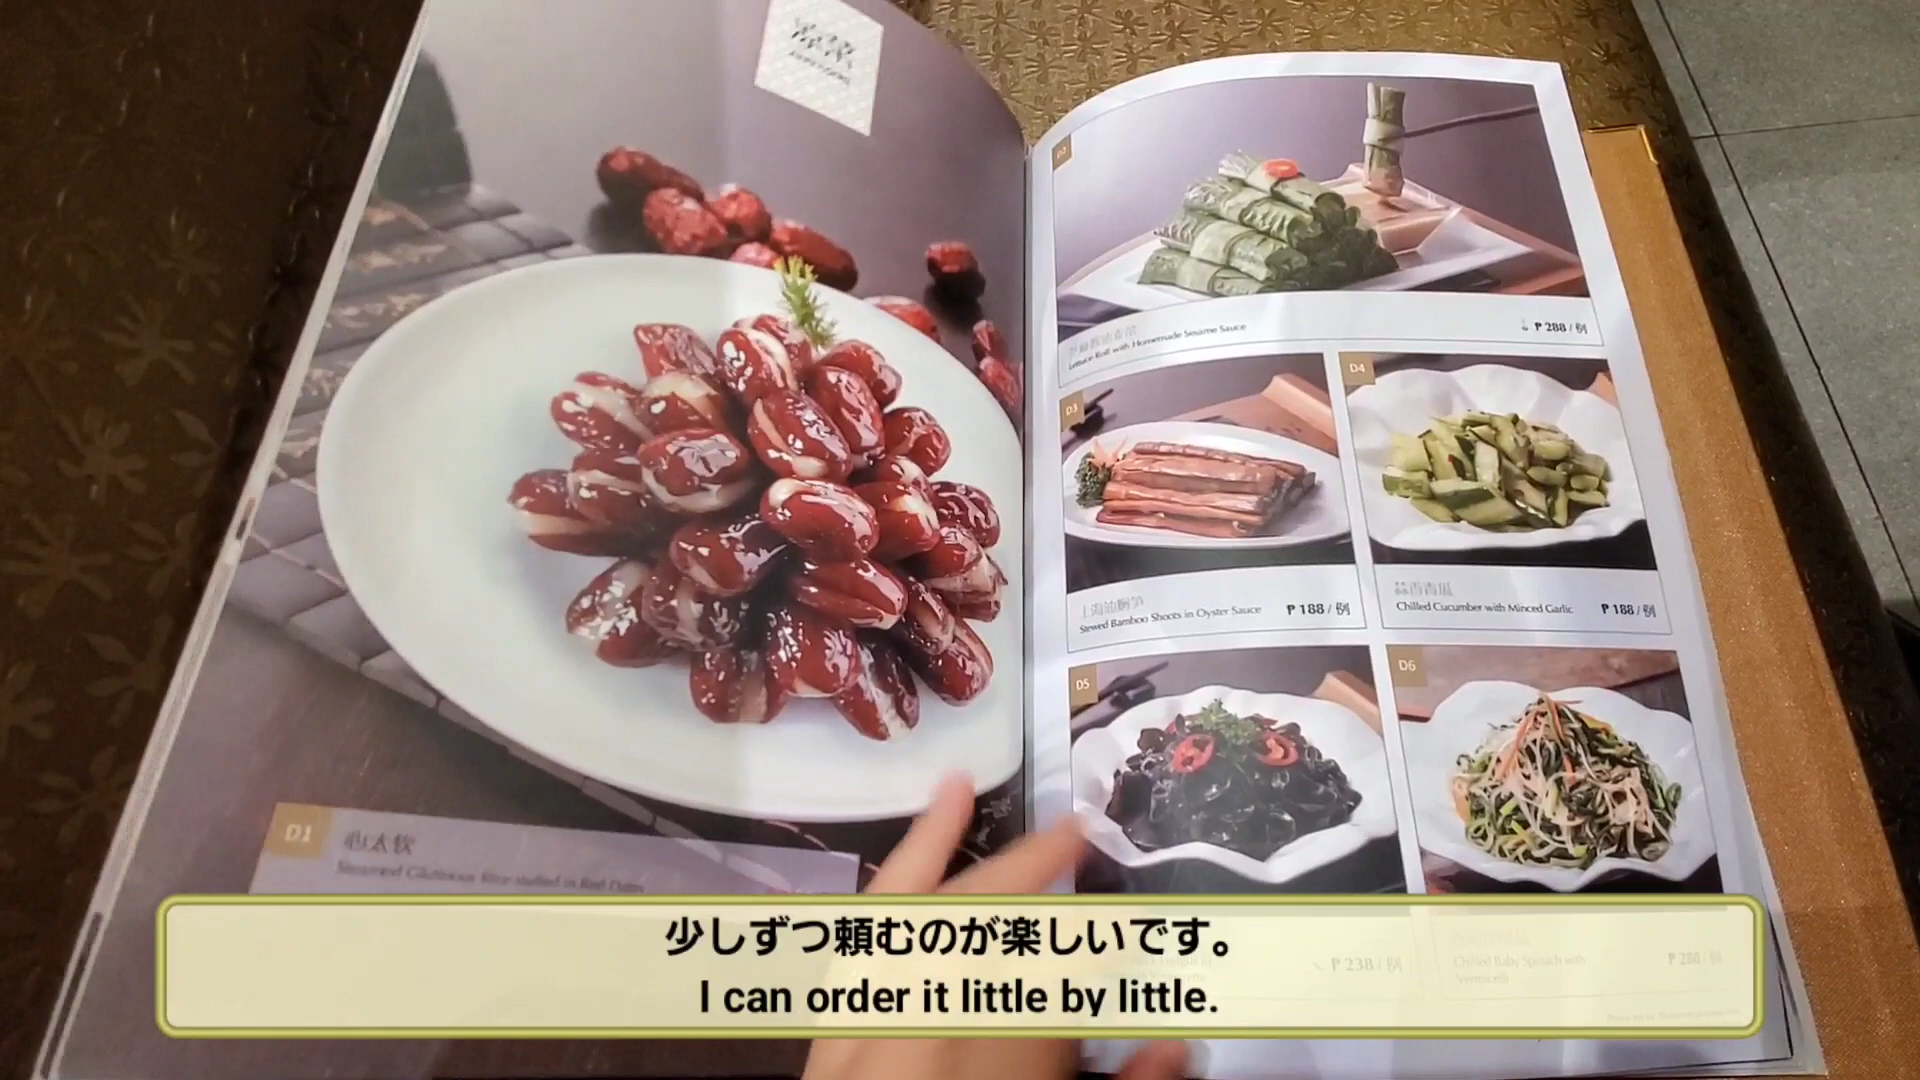 D1
心太软
Steamed Glutinous Rice stuffed in Red Dates
D2
Lettuce Roll with Homemade Sesame Sauce
₱ 288 / 例
D3
上海油焖笋
Stewed Bamboo Shoots in Oyster Sauce
₱ 188 / 例
D4
蒜香青瓜
Chilled Cucumber with Minced Garlic
₱ 188 / 例
D5
₱ 238 / 例
D6
Chilled Baby Spinach with
Vermicelli
₱ 288 / 例
少しずつ頼むのが楽しいです。
I can order it little by little.